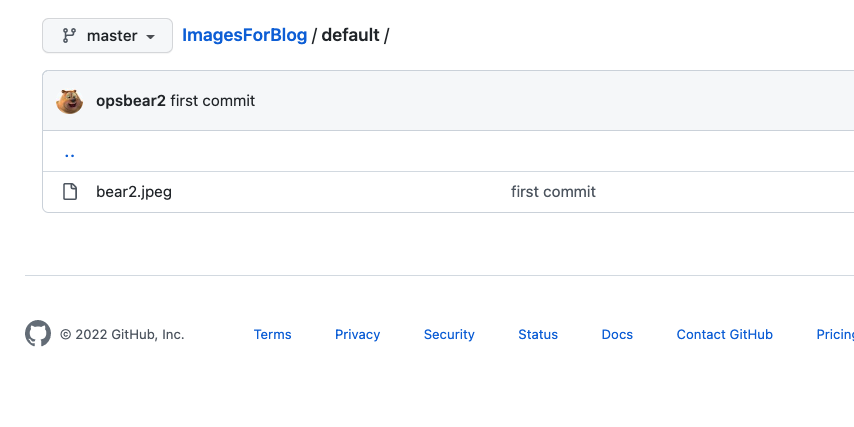 master ImagesForBlog / default /
opsbear2 first commit
..
bear2.jpeg first commit
© 2022 GitHub, Inc. Terms Privacy Security Status Docs Contact GitHub Pricing